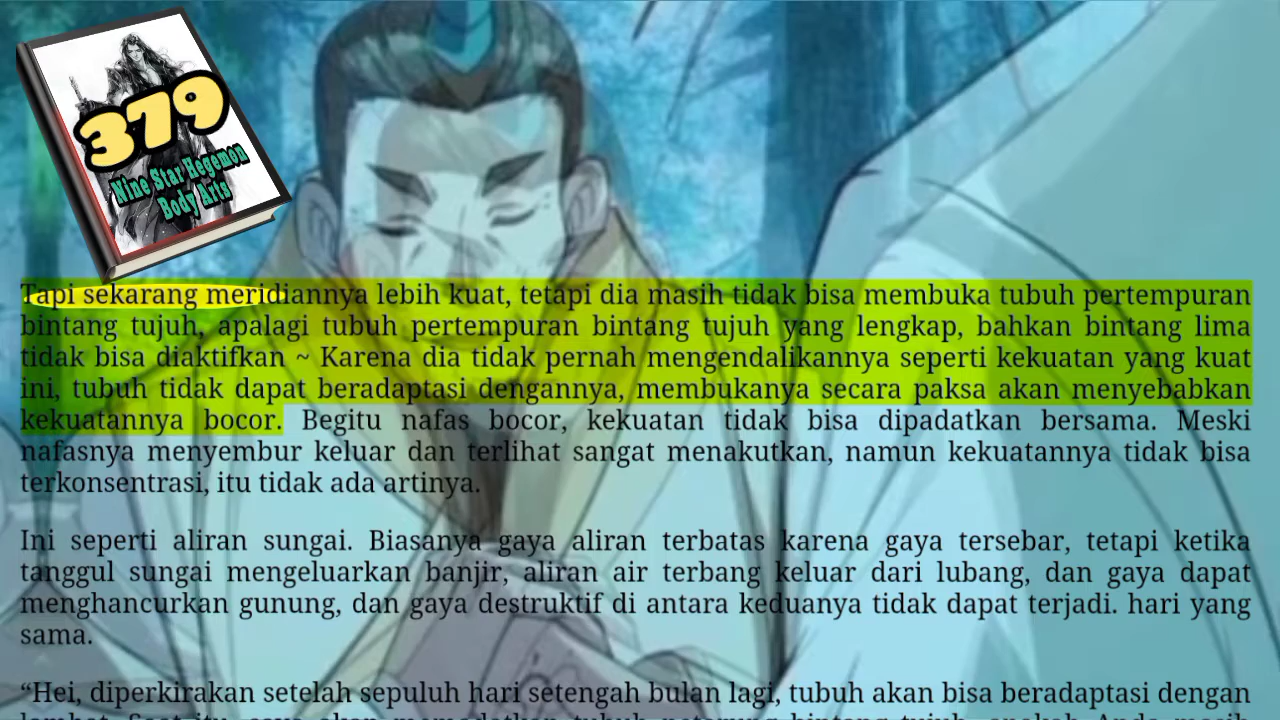 379
Nine Star Hegemon
Body Arts
Tapi sekarang meridiannya lebih kuat, tetapi dia masih tidak bisa membuka tubuh pertempuran
bintang tujuh, apalagi tubuh pertempuran bintang tujuh yang lengkap, bahkan bintang lima
tidak bisa diaktifkan ~ Karena dia tidak pernah mengendalikannya seperti kekuatan yang kuat
ini, tubuh tidak dapat beradaptasi dengannya, membukanya secara paksa akan menyebabkan
kekuatannya bocor. Begitu nafas bocor, kekuatan tidak bisa dipadatkan bersama. Meski
nafasnya menyembur keluar dan terlihat sangat menakutkan, namun kekuatannya tidak bisa
terkonsentrasi, itu tidak ada artinya.
Ini seperti aliran sungai. Biasanya gaya aliran terbatas karena gaya tersebar, tetapi ketika
tanggul sungai mengeluarkan banjir, aliran air terbang keluar dari lubang, dan gaya dapat
menghancurkan gunung, dan gaya destruktif di antara keduanya tidak dapat terjadi. hari yang
sama.
“Hei, diperkirakan setelah sepuluh hari setengah bulan lagi, tubuh akan bisa beradaptasi dengan